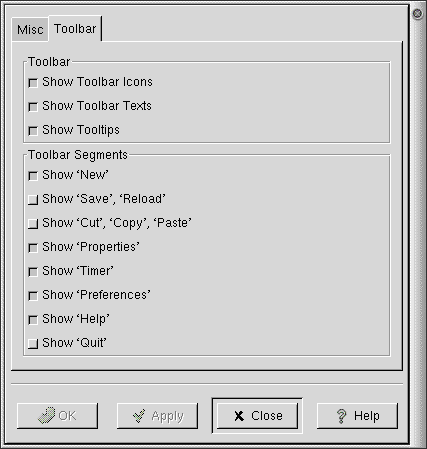 Misc Toolbar
Toolbar
Show Toolbar Icons
Show Toolbar Texts
Show Tooltips
Toolbar Segments
Show ‘New’
Show ‘Save’, ‘Reload’
Show ‘Cut’, ‘Copy’, ‘Paste’
Show ‘Properties’
Show ‘Timer’
Show ‘Preferences’
Show ‘Help’
Show ‘Quit’
OK Apply Close Help